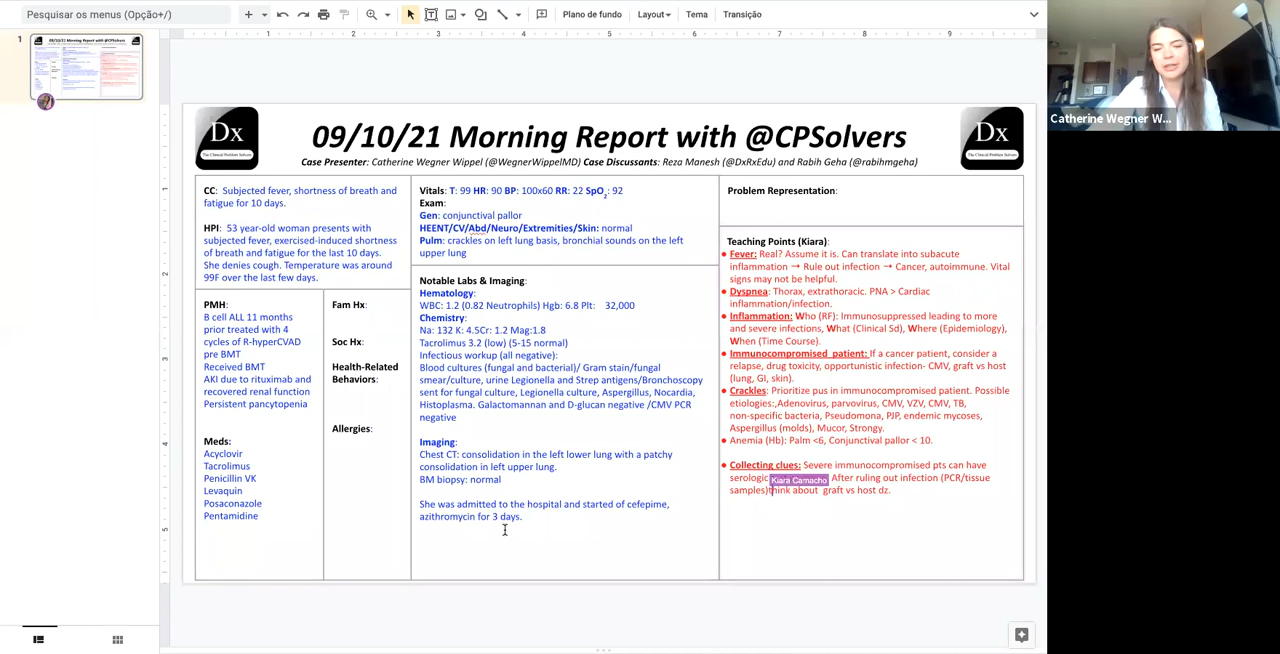 Pesquisar os menus (Opção+/)
Plano de fundo
Layout
Tema
Transição
1
1 2 3 4 5 6 7 8 9
Catherine Wegner W...
Dx
The Clinical Problem Solvers
09/10/21 Morning Report with @CPSolvers
Case Presenter: Catherine Wegner Wippel (@WegnerWippelMD) Case Discussants: Reza Manesh (@DxRxEdu) and Rabih Geha (@rabihmgeha)
Dx
The Clinical Problem Solvers
CC: Subjected fever, shortness of breath and
fatigue for 10 days.
HPI: 53 year-old woman presents with
subjected fever, exercised-induced shortness
of breath and fatigue for the last 10 days.
She denies cough. Temperature was around
99F over the last few days.
PMH:
B cell ALL 11 months
prior treated with 4
cycles of R-hyperCVAD
pre BMT
Received BMT
AKI due to rituximab and
recovered renal function
Persistent pancytopenia
Meds:
Acyclovir
Tacrolimus
Penicillin VK
Levaquin
Posaconazole
Pentamidine
Fam Hx:
Soc Hx:
Health-Related
Behaviors:
Allergies:
Vitals: T: 99 HR: 90 BP: 100x60 RR: 22 SpO2: 92
Exam:
Gen: conjunctival pallor
HEENT/CV/Abd/Neuro/Extremities/Skin: normal
Pulm: crackles on left lung basis, bronchial sounds on the left
upper lung
Notable Labs & Imaging:
Hematology:
WBC: 1.2 (0.82 Neutrophils) Hgb: 6.8 Plt: 32,000
Chemistry:
Na: 132 K: 4.5Cr: 1.2 Mag:1.8
Tacrolimus 3.2 (low) (5-15 normal)
Infectious workup (all negative):
Blood cultures (fungal and bacterial)/ Gram stain/fungal
smear/culture, urine Legionella and Strep antigens/Bronchoscopy
sent for fungal culture, Legionella culture, Aspergillus, Nocardia,
Histoplasma. Galactomannan and D-glucan negative /CMV PCR
negative
Imaging:
Chest CT: consolidation in the left lower lung with a patchy
consolidation in left upper lung.
BM biopsy: normal
She was admitted to the hospital and started of cefepime,
azithromycin for 3 days.
Problem Representation:
Teaching Points (Kiara):
● Fever: Real? Assume it is. Can translate into subacute
inflammation → Rule out infection → Cancer, autoimmune. Vital
signs may not be helpful.
● Dyspnea: Thorax, extrathoracic. PNA > Cardiac
inflammation/infection.
● Inflammation: Who (RF): Immunosuppressed leading to more
and severe infections, What (Clinical Sd), Where (Epidemiology),
When (Time Course).
● Immunocompromised patient: If a cancer patient, consider a
relapse, drug toxicity, opportunistic infection- CMV, graft vs host
(lung, GI, skin).
● Crackles: Prioritize pus in immunocompromised patient. Possible
etiologies:,Adenovirus, parvovirus, CMV, VZV, CMV, TB,
non-specific bacteria, Pseudomona, PJP, endemic mycoses,
Aspergillus (molds), Mucor, Strongy.
● Anemia (Hb): Palm <6, Conjunctival pallor < 10.
● Collecting clues: Severe immunocompromised pts can have
serologic Kiara Camacho After ruling out infection (PCR/tissue
samples)think about graft vs host dz.